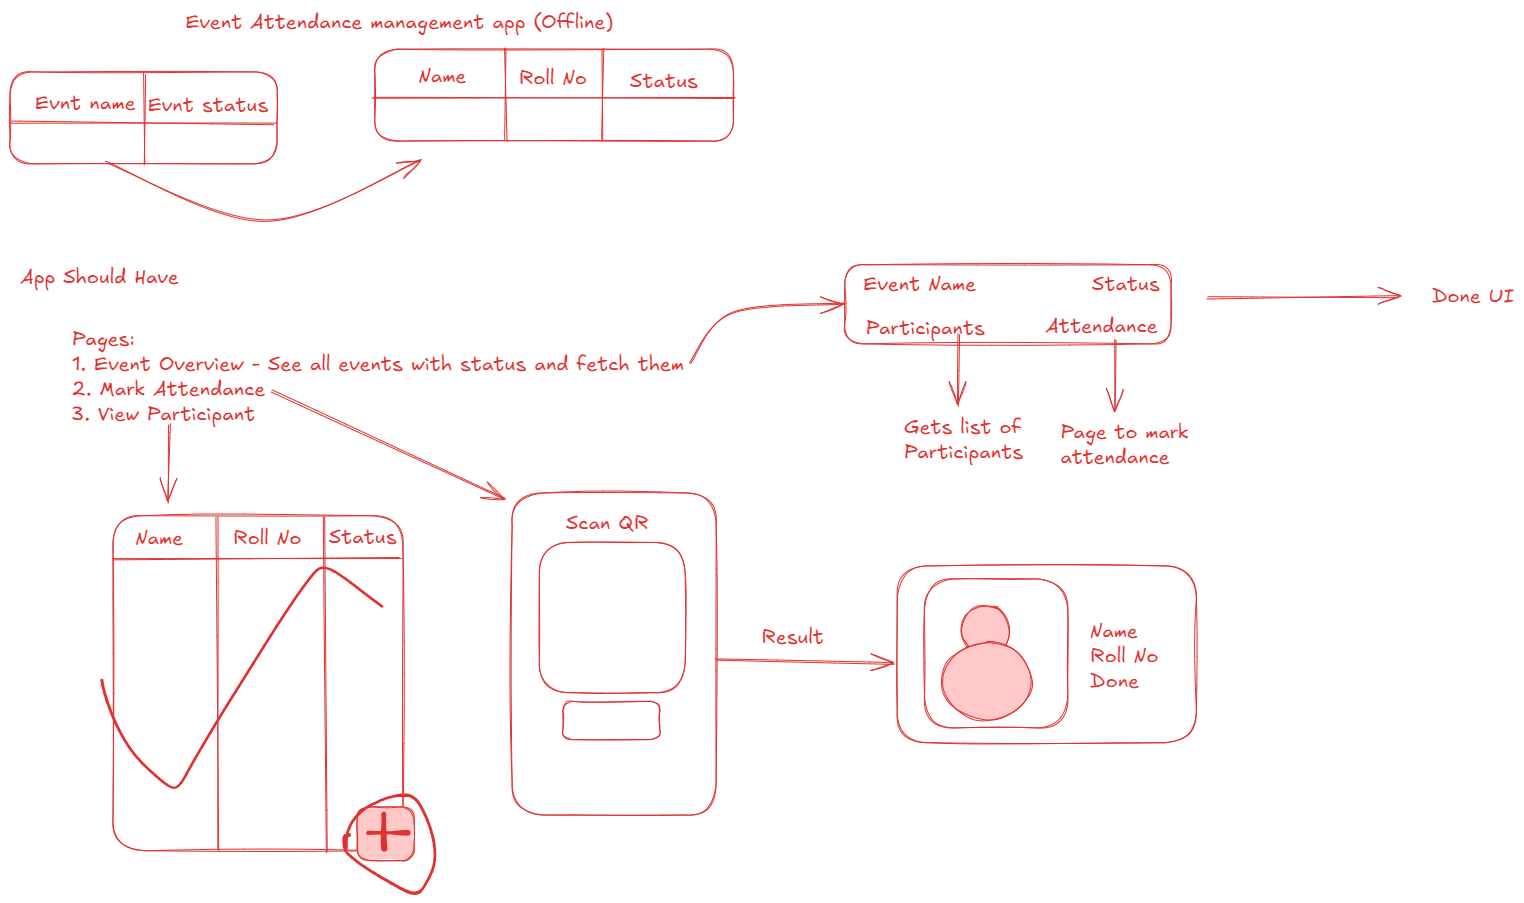 Event Attendance management app (Offline)
Evnt name
Evnt status
Name
Roll No
Status
App Should Have
Pages:
1. Event Overview - See all events with status and fetch them
2. Mark Attendance
3. View Participant
Event Name
Status
Participants
Attendance
Done UI
Gets list of
Participants
Page to mark
attendance
Name
Roll No
Status
Scan QR
Result
Name
Roll No
Done